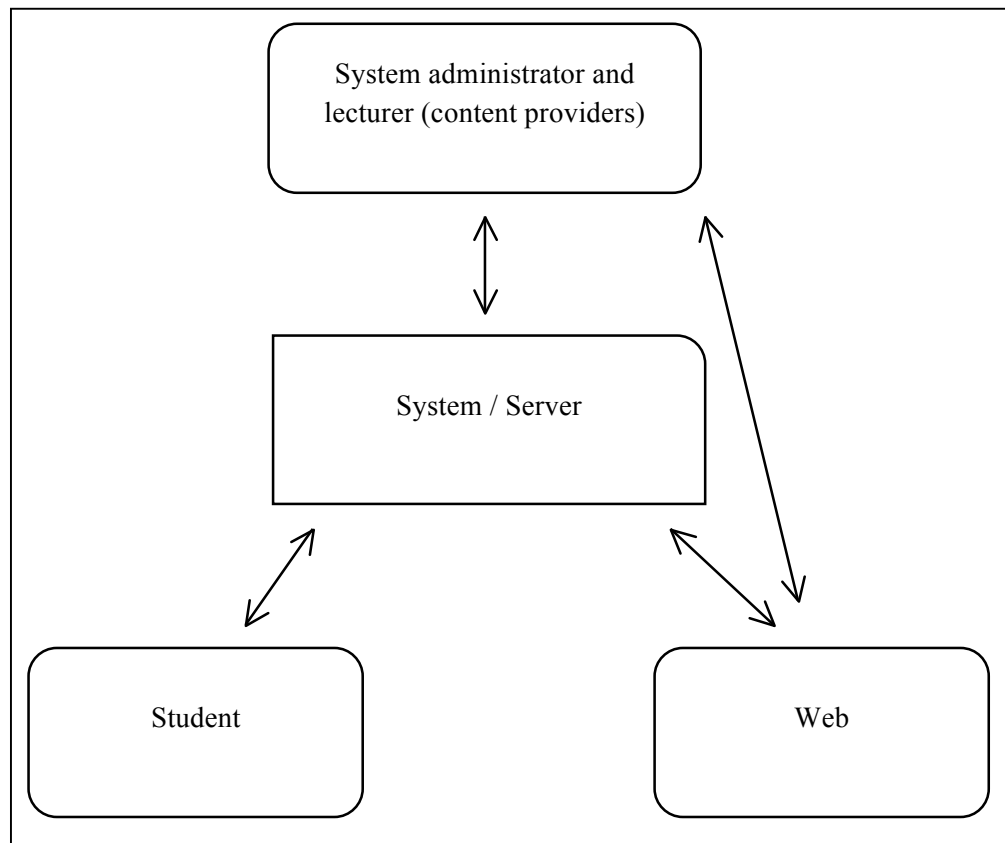 System administrator and
lecturer (content providers)
System / Server
Student
Web